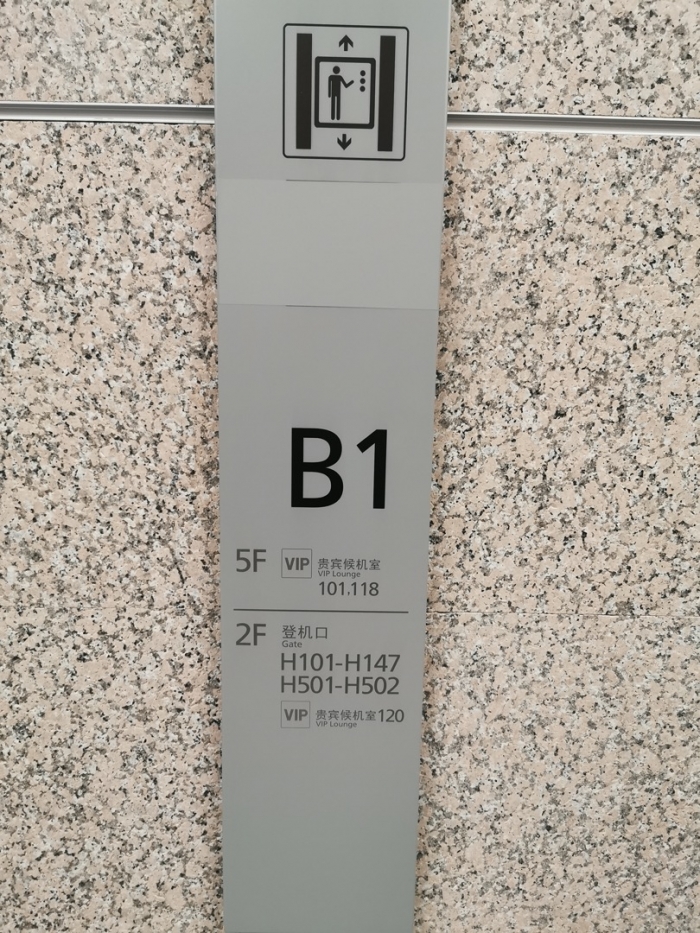 B1
5F VIP 贵宾候机室
VIP Lounge
101.118
2F 登机口
Gate
H101-H147
H501-H502
VIP 贵宾候机室120
VIP Lounge